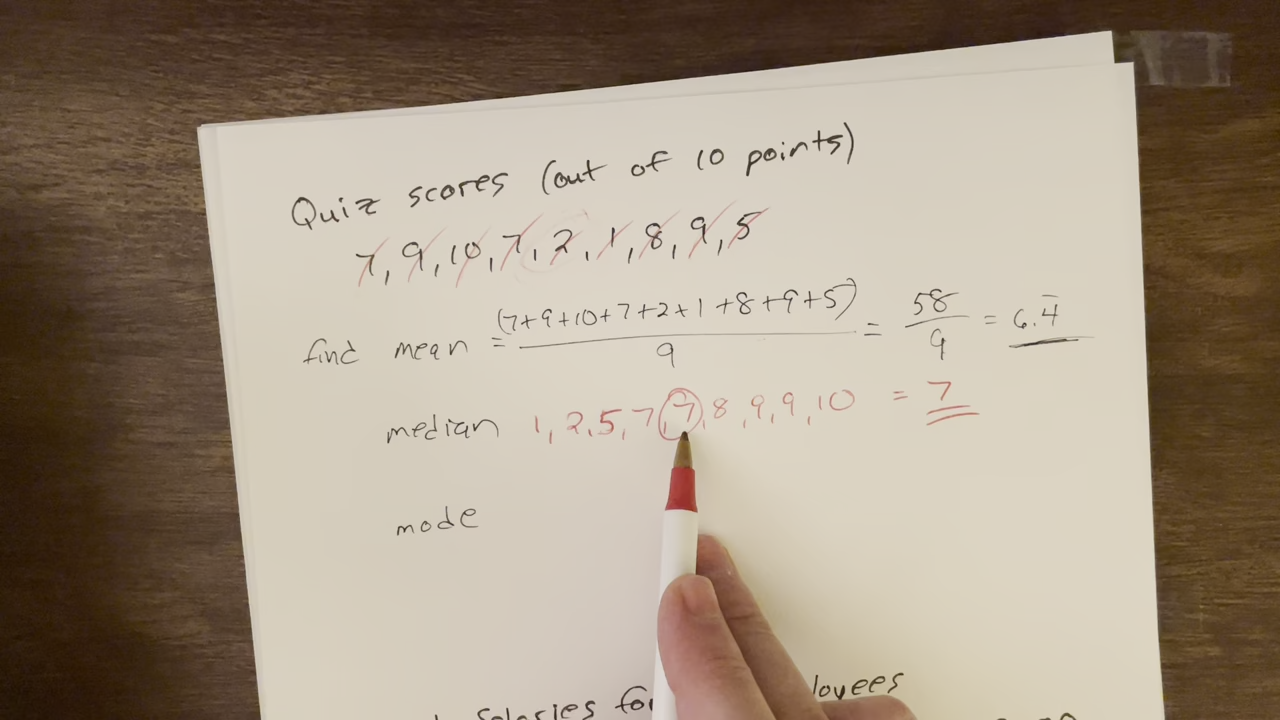 Quiz scores (out of 10 points)
7, 9, 10, 7, 2, 1, 8, 9, 5
find mean = (7+9+10+7+2+1+8+9+5) / 9 = 58/9 = 6.4̅
median 1, 2, 5, 7, 7, 8, 9, 9, 10 = 7
mode
Salaries for